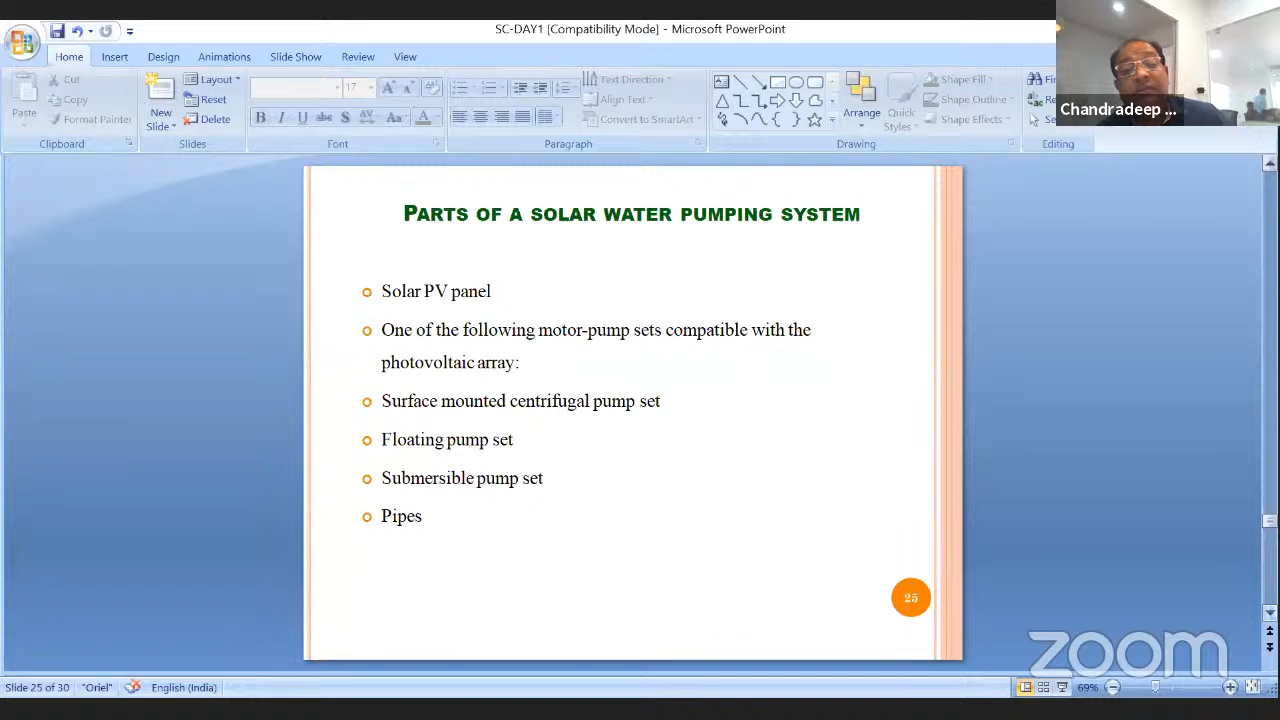 SC-DAY1 [Compatibility Mode] - Microsoft PowerPoint
Home Insert Design Animations Slide Show Review View
Paste
Cut
Copy
Format Painter
Clipboard
New Slide
Layout
Reset
Delete
Slides
17
B I U abc S AV Aa A
Font
Text Direction
Align Text
Convert to SmartArt
Paragraph
Arrange
Quick Styles
Shape Fill
Shape Outline
Shape Effects
Drawing
Editing
Chandradeep ...
PARTS OF A SOLAR WATER PUMPING SYSTEM
Solar PV panel
One of the following motor-pump sets compatible with the
photovoltaic array:
Surface mounted centrifugal pump set
Floating pump set
Submersible pump set
Pipes
25
zoom
Slide 25 of 30 "Oriel" English (India) 69%